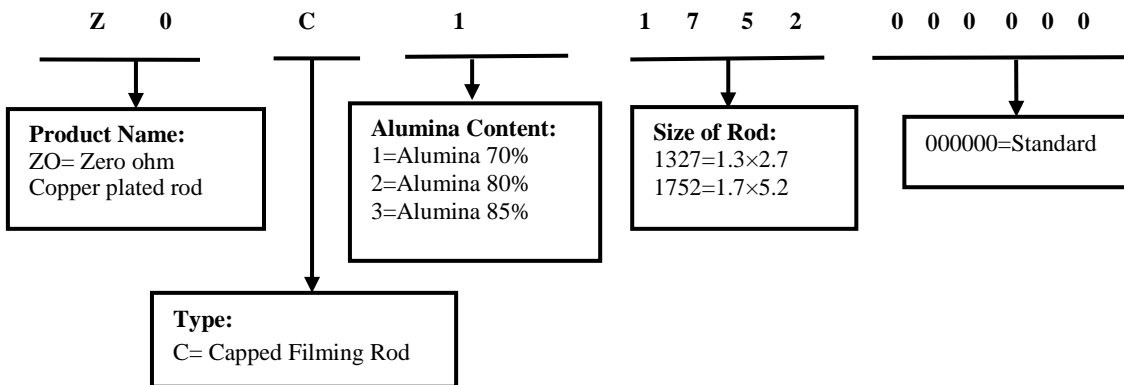 Z 0 C 1 1 7 5 2 0 0 0 0 0 0
Product Name:
ZO= Zero ohm
Copper plated rod
Alumina Content:
1=Alumina 70%
2=Alumina 80%
3=Alumina 85%
Size of Rod:
1327=1.3×2.7
1752=1.7×5.2
000000=Standard
Type:
C= Capped Filming Rod